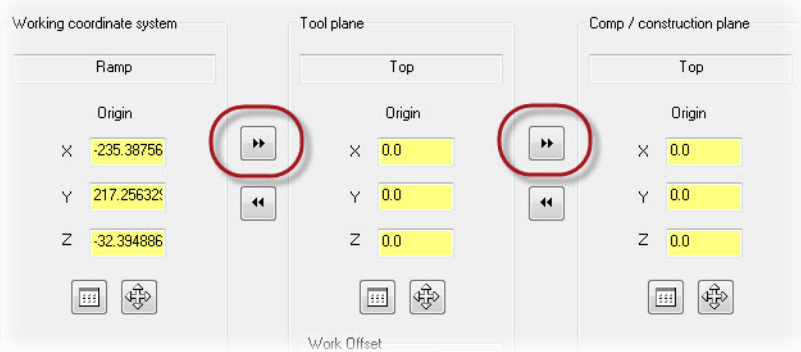 Working coordinate system Tool plane Comp / construction plane
Ramp Top Top
Origin Origin Origin
X -235.38756 X 0.0 X 0.0
Y 217.25632 Y 0.0 Y 0.0
Z -32.394886 Z 0.0 Z 0.0
Work Offset